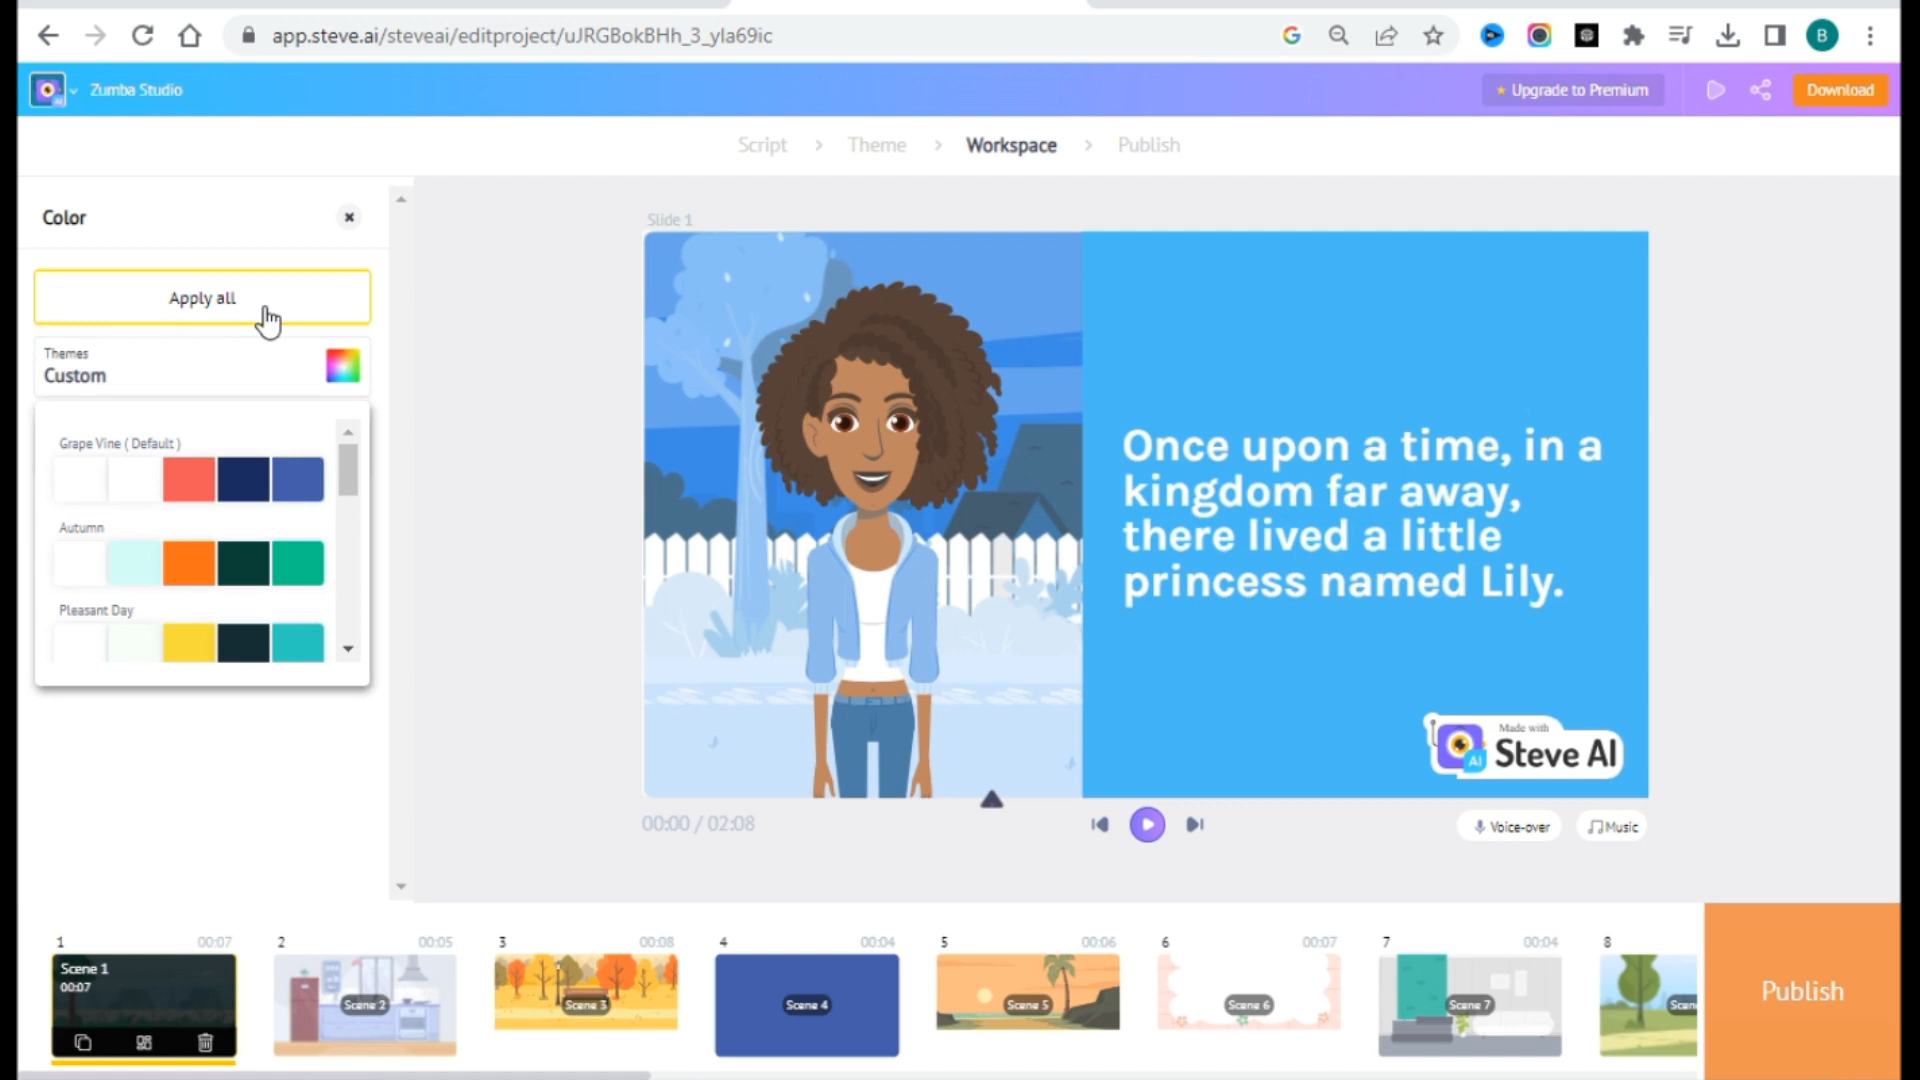 app.steve.ai/steveai/editproject/uJRGBokBHh_3_yla69ic
B
Zumba Studio
Upgrade to Premium
Download
Script > Theme > Workspace > Publish
Color
Apply all
Themes
Custom
Grape Vine ( Default )
Autumn
Pleasant Day
Slide 1
Once upon a time, in a
kingdom far away,
there lived a little
princess named Lily.
Made with
Steve AI
AI
00:00 / 02:08
Voice-over
Music
1 00:07
Scene 1
00:07
2 00:05
Scene 2
3 00:08
Scene 3
4 00:04
Scene 4
5 00:06
Scene 5
6 00:07
Scene 6
7 00:04
Scene 7
8
Publish